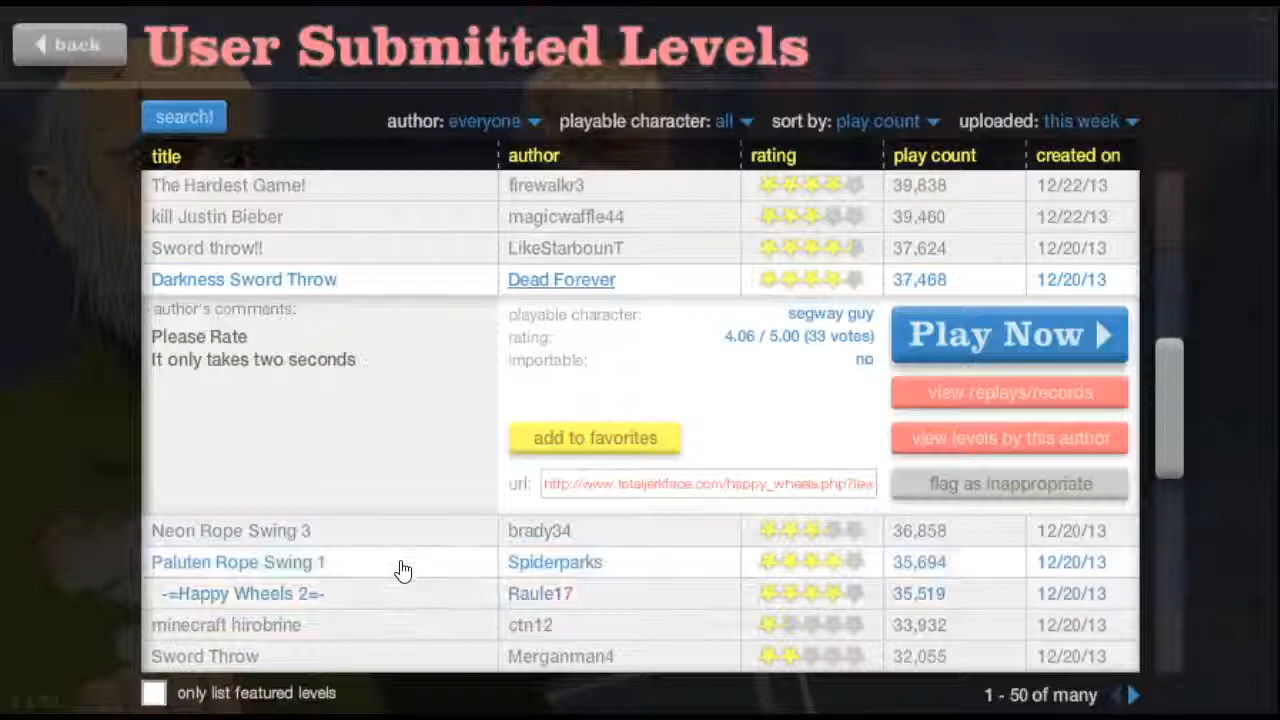 back
User Submitted Levels
search!
author: everyone playable character: all sort by: play count uploaded: this week
title author rating play count created on
The Hardest Game! firewalkr3 39,838 12/22/13
kill Justin Bieber magicwaffle44 39,460 12/22/13
Sword throw!! LikeStarbounT 37,624 12/20/13
Darkness Sword Throw Dead Forever 37,468 12/20/13
author's comments:
Please Rate
It only takes two seconds
playable character: segway guy
rating: 4.06 / 5.00 (33 votes)
importable: no
add to favorites
url: http://www.totaljerkface.com/happy_wheels.php?lev
Play Now
view replays/records
view levels by this author
flag as inappropriate
Neon Rope Swing 3 brady34 36,858 12/20/13
Paluten Rope Swing 1 Spiderparks 35,694 12/20/13
-=Happy Wheels 2=- Raule17 35,519 12/20/13
minecraft hirobrine ctn12 33,932 12/20/13
Sword Throw Merganman4 32,055 12/20/13
only list featured levels
1 - 50 of many